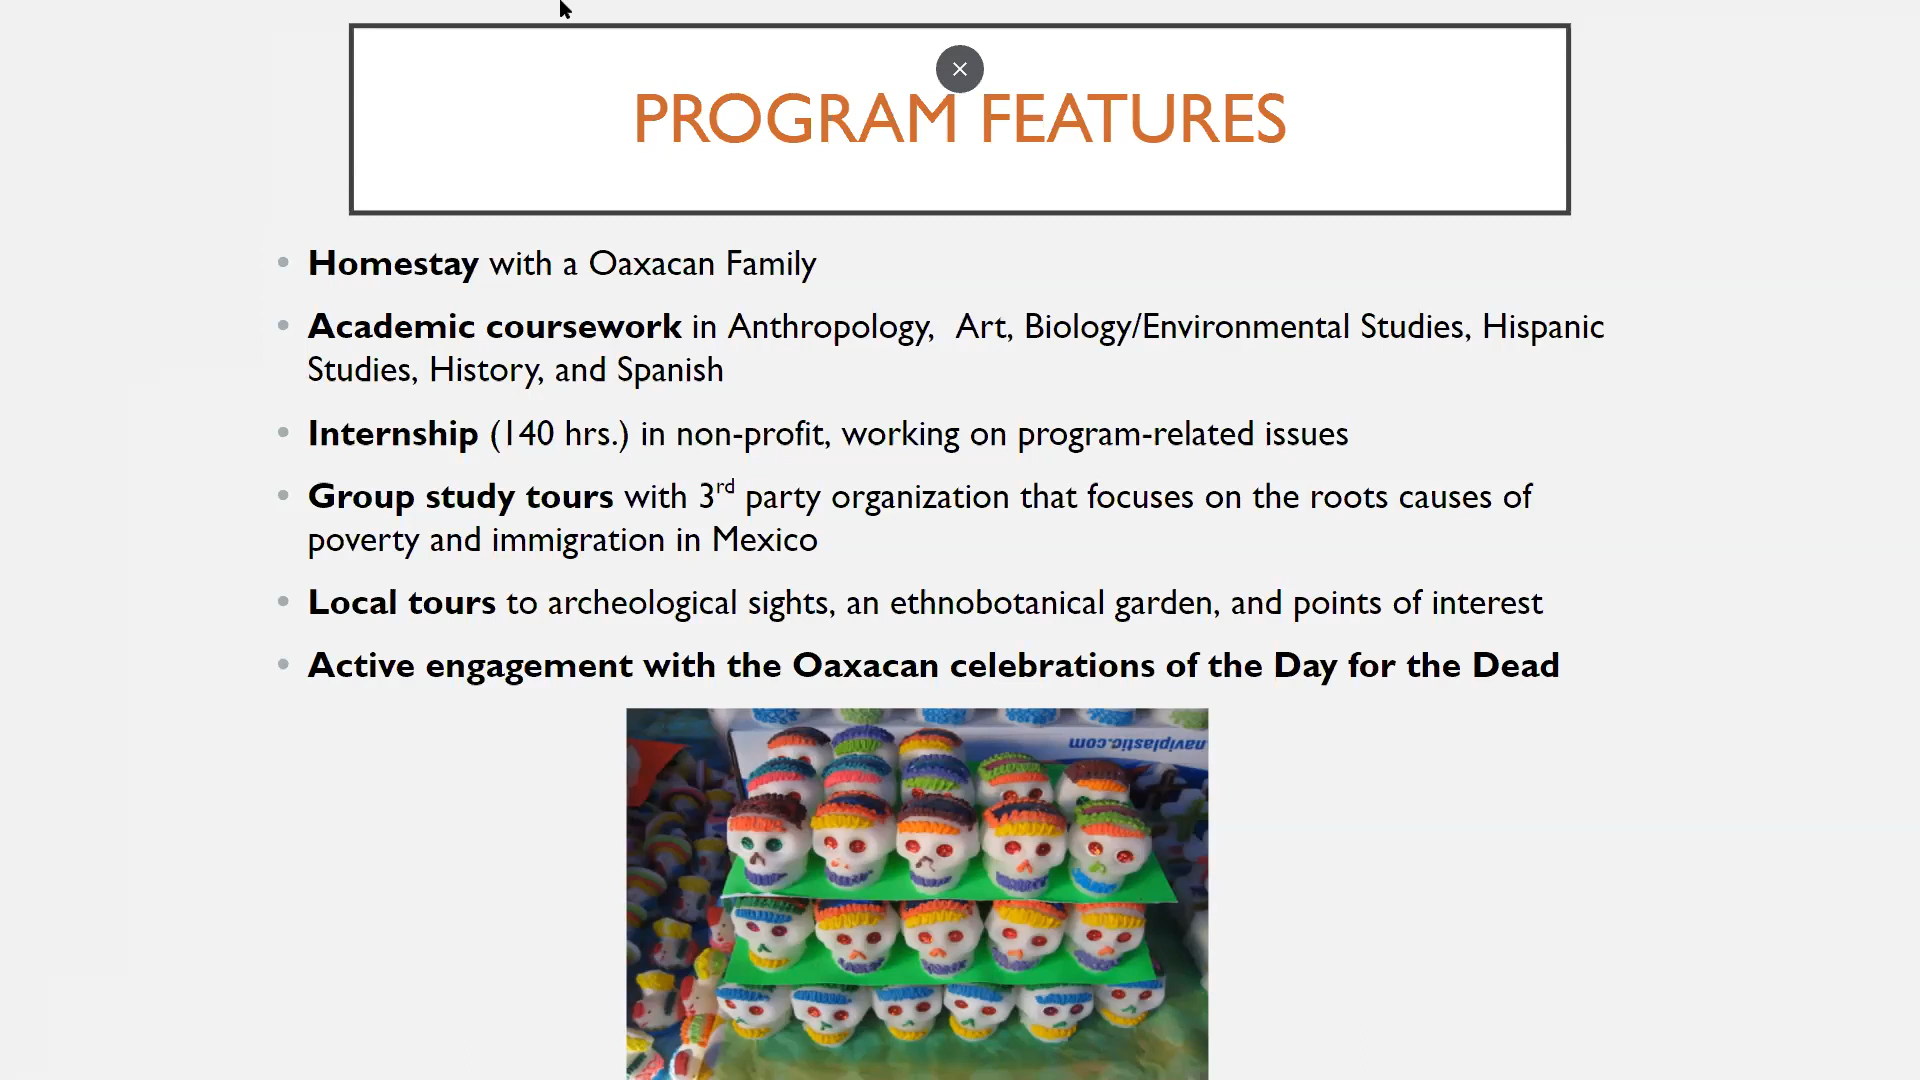 PROGRAM FEATURES
• Homestay with a Oaxacan Family
• Academic coursework in Anthropology,  Art, Biology/Environmental Studies, Hispanic
Studies, History, and Spanish
• Internship (140 hrs.) in non-profit, working on program-related issues
• Group study tours with 3rd party organization that focuses on the roots causes of
poverty and immigration in Mexico
• Local tours to archeological sights, an ethnobotanical garden, and points of interest
• Active engagement with the Oaxacan celebrations of the Day for the Dead
naviplastic.com